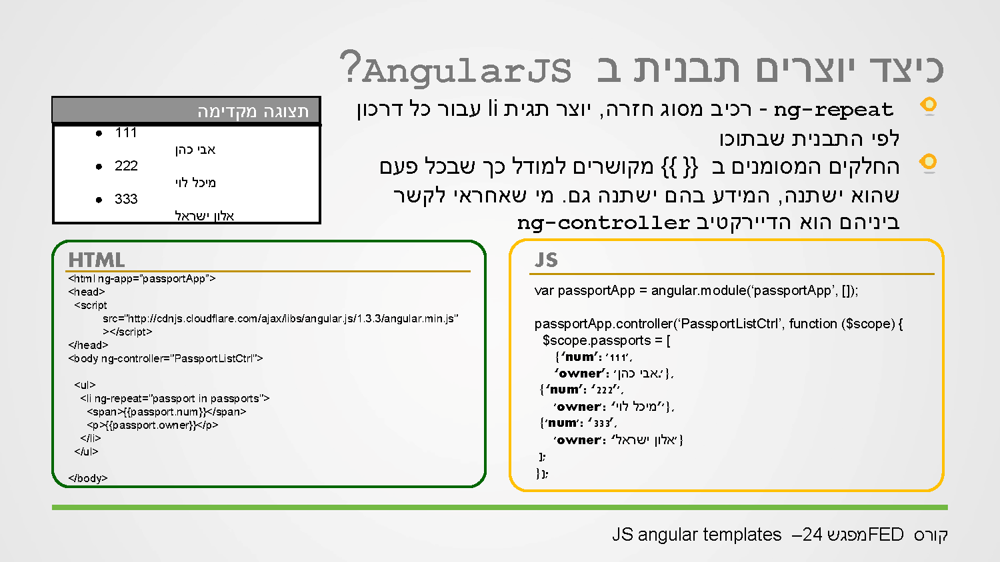 כיצד יוצרים תבנית ב AngularJS?
ng-repeat - רכיב מסוג חזרה, יוצר תגית li עבור כל דרכון
לפי התבנית שבתוכו
החלקים המסומנים ב {{ }} מקושרים למודל כך שבכל פעם
שהוא ישתנה, המידע בהם ישתנה גם. מי שאחראי לקשר
ביניהם הוא הדיירקטיב ng-controller
תצוגה מקדימה
● 111
אבי כהן
● 222
מיכל לוי
● 333
אלון ישראל
HTML
<html ng-app="passportApp”>
<head>
<script
src="http://cdnjs.cloudflare.com/ajax/libs/angular.js/1.3.3/angular.min.js"
></script>
</head>
<body ng-controller="PassportListCtrl">
<ul>
<li ng-repeat="passport in passports">
<span>{{passport.num}}</span>
<p>{{passport.owner}}</p>
</li>
</ul>
</body>
JS
var passportApp = angular.module(‘passportApp’, []);
passportApp.controller(‘PassportListCtrl’, function ($scope) {
$scope.passports = [
{‘num’: '111',
‘owner’: 'אבי כהן.'},
{‘num’: ‘222’',
'owner': ‘מיכל לוי’'},
{'num': ‘333’,
'owner': ‘אלון ישראל'}
];
});
קורס FED מפגש 24– JS angular templates